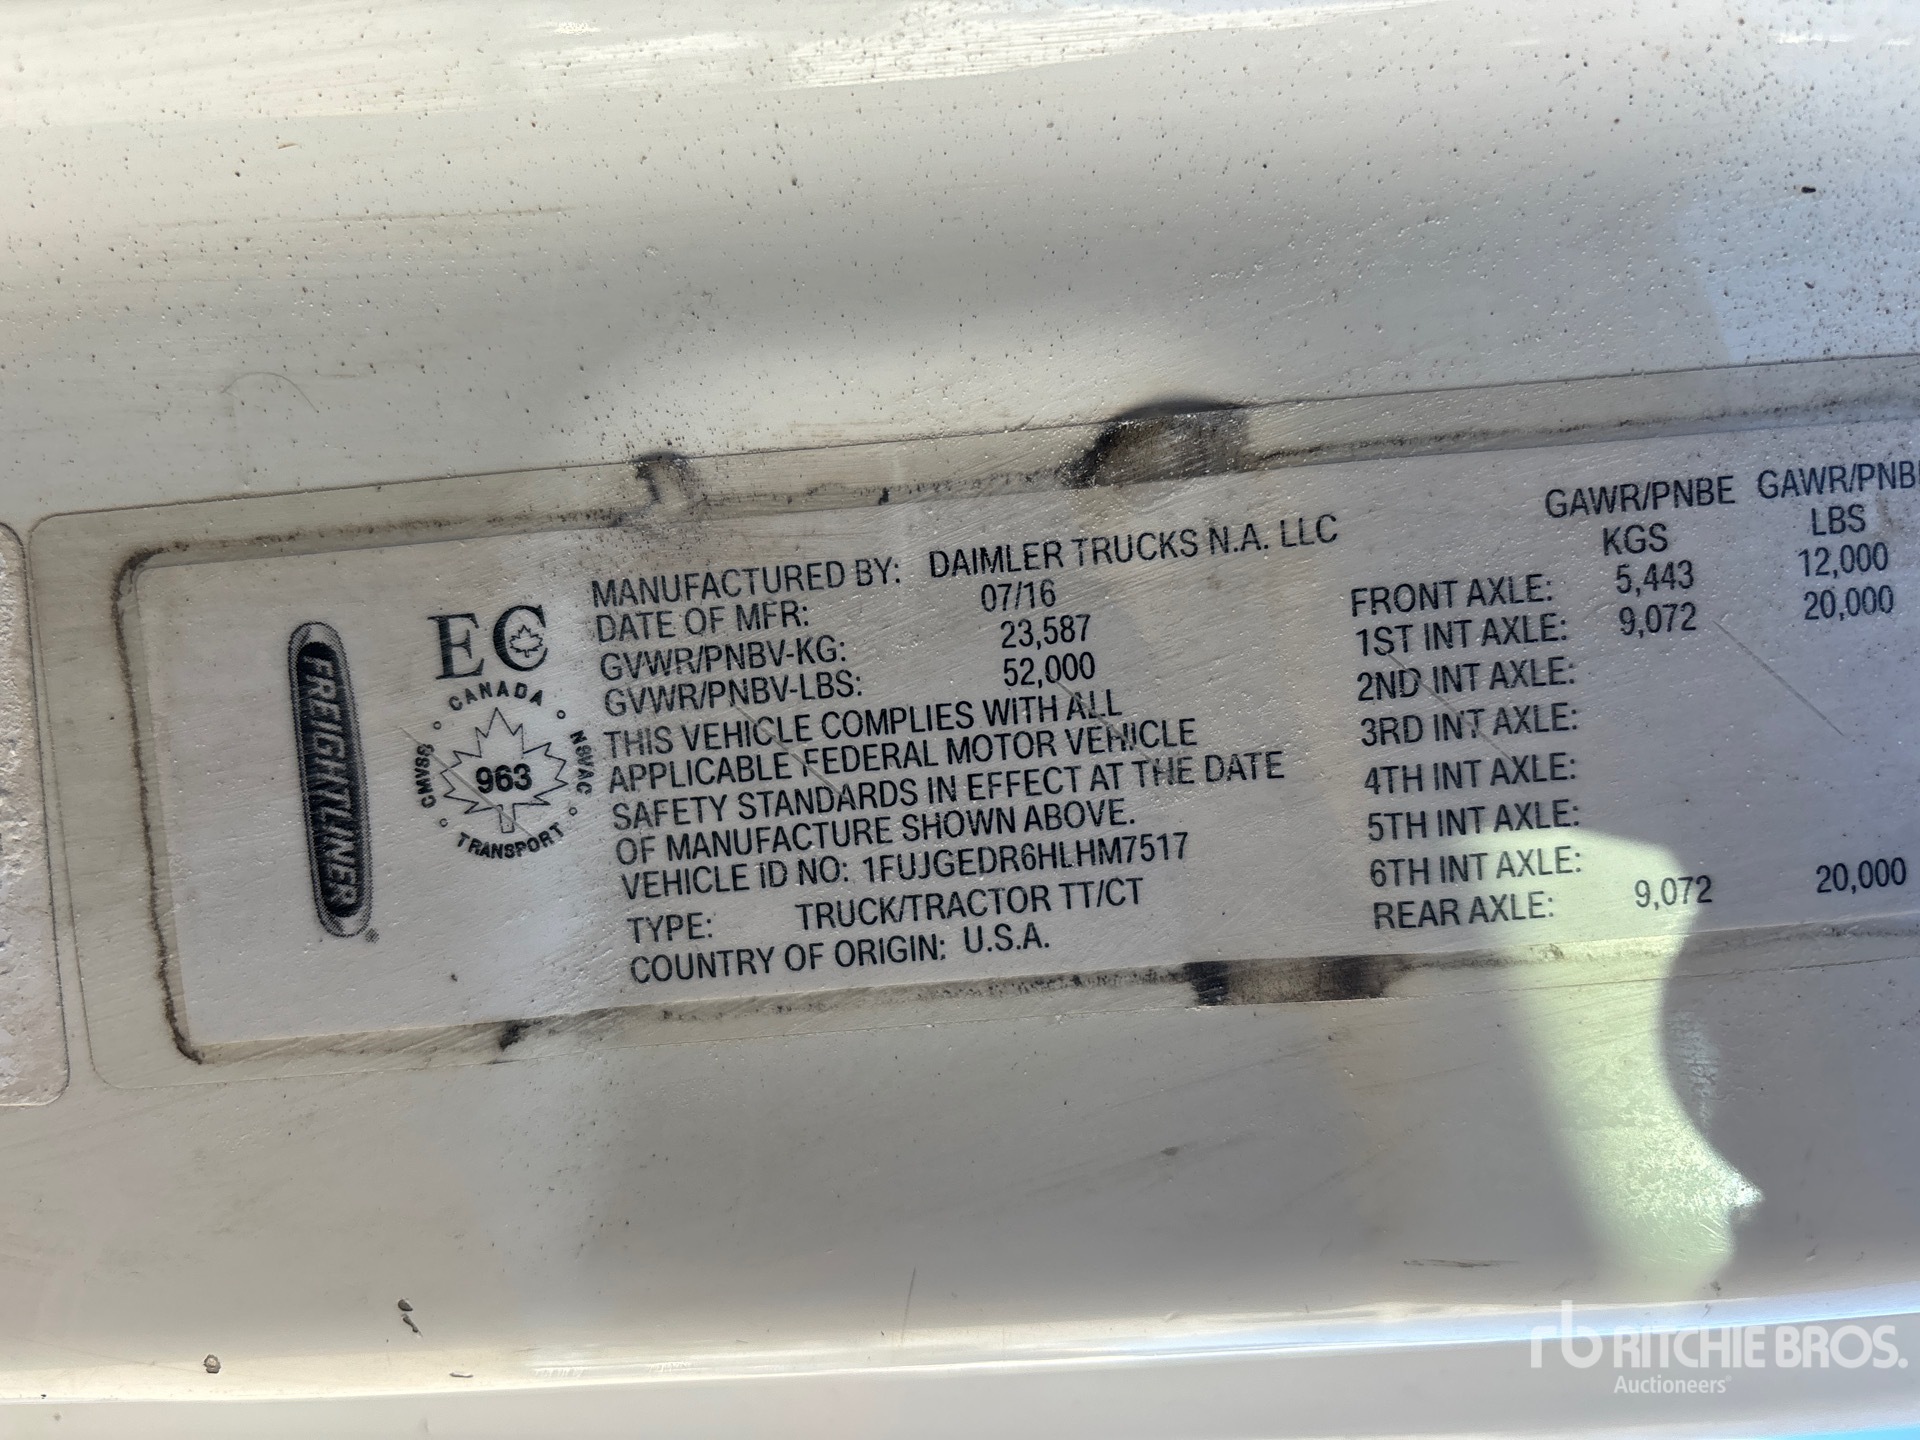 FREIGHTLINER®
EC
CANADA
CMVSS
NSVAC
963
TRANSPORT
MANUFACTURED BY: DAIMLER TRUCKS N.A. LLC
DATE OF MFR: 07/16
GVWR/PNBV-KG: 23,587
GVWR/PNBV-LBS: 52,000
THIS VEHICLE COMPLIES WITH ALL
APPLICABLE FEDERAL MOTOR VEHICLE
SAFETY STANDARDS IN EFFECT AT THE DATE
OF MANUFACTURE SHOWN ABOVE.
VEHICLE ID NO: 1FUJGEDR6HLHM7517
TYPE: TRUCK/TRACTOR TT/CT
COUNTRY OF ORIGIN: U.S.A.
GAWR/PNBE GAWR/PNB
KGS LBS
FRONT AXLE: 5,443 12,000
1ST INT AXLE: 9,072 20,000
2ND INT AXLE:
3RD INT AXLE:
4TH INT AXLE:
5TH INT AXLE:
6TH INT AXLE:
REAR AXLE: 9,072 20,000
rb RITCHIE BROS.
Auctioneers